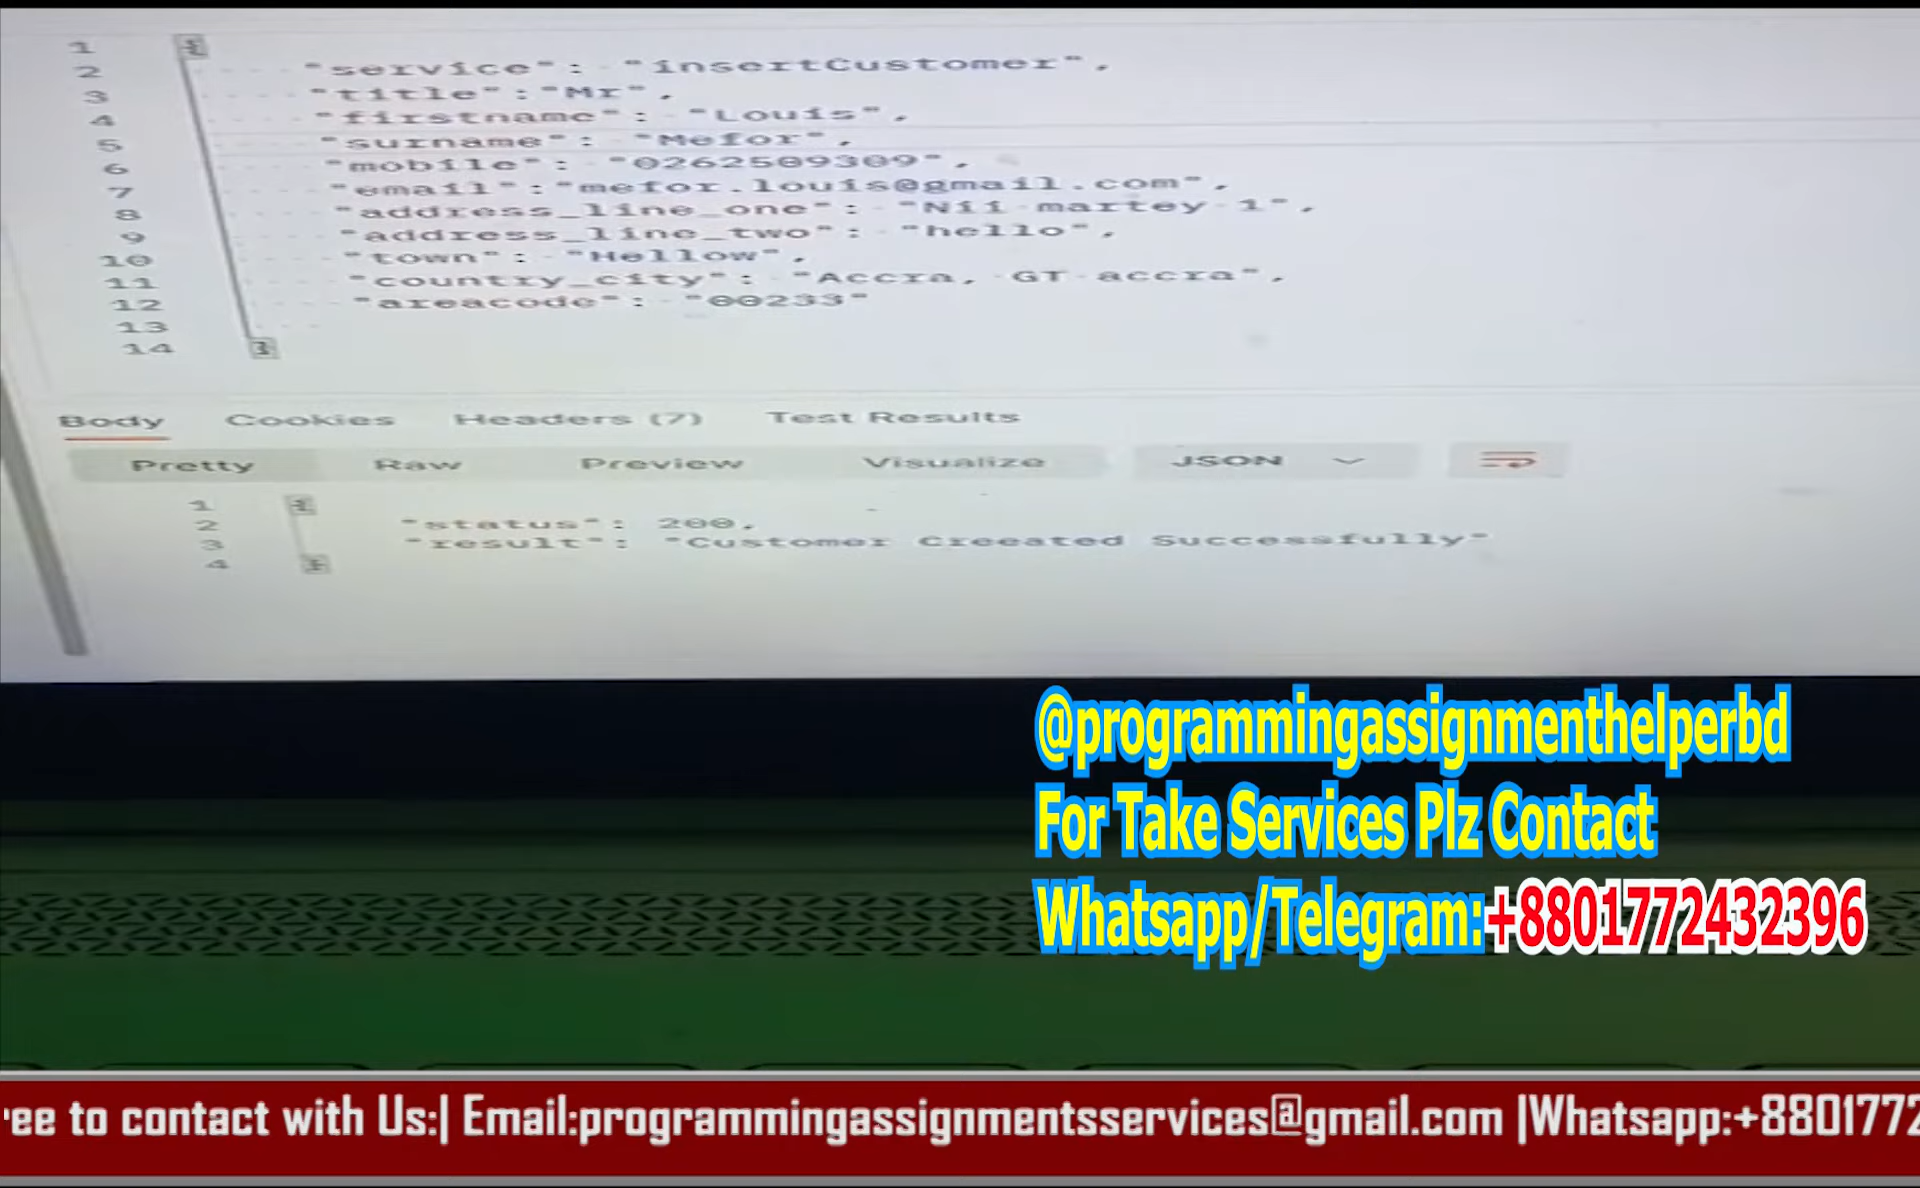 1 {
2 "service": "insertCustomer",
3 "title":"Mr",
4 "firstname": "Louis",
5 "surname": "Mefor",
6 "mobile": "0262509309",
7 "email":"mefor.louis@gmail.com",
8 "address_line_one": "Nii martey 1",
9 "address_line_two": "hello",
10 "town": "Hellow",
11 "country_city": "Accra, GT accra",
12 "areacode": "00233"
13
14 }
Body Cookies Headers (7) Test Results
Pretty Raw Preview Visualize JSON
1 {
2 "status": 200,
3 "result": "Customer Creeated Successfully"
4 }
@programmingassignmenthelperbd
For Take Services Plz Contact
Whatsapp/Telegram:+8801772432396
ree to contact with Us:| Email:programmingassignmentsservices@gmail.com |Whatsapp:+8801772